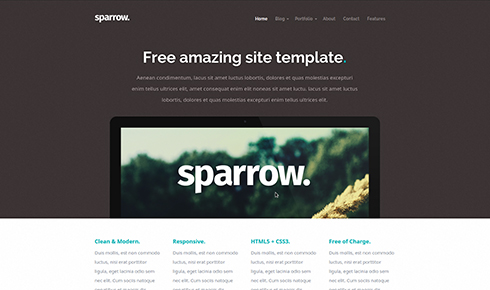 sparrow.
Home Blog Portfolio About Contact Features
Free amazing site template.
Aenean condimentum, lacus sit amet luctus lobortis, dolores et quas molestias excepturi
enim tellus ultrices elit, amet consequat enim elit noneas sit amet luctu. lacus sit amet luctus
lobortis, dolores et quas molestias excepturi enim tellus ultrices elit.
sparrow.
Clean & Modern.
Duis mollis, est non commodo
luctus, nisi erat porttitor
ligula, eget lacinia odio sem
nec elit. Cum sociis natoque
Responsive.
Duis mollis, est non commodo
luctus, nisi erat porttitor
ligula, eget lacinia odio sem
nec elit. Cum sociis natoque
HTML5 + CSS3.
Duis mollis, est non commodo
luctus, nisi erat porttitor
ligula, eget lacinia odio sem
nec elit. Cum sociis natoque
Free of Charge.
Duis mollis, est non commodo
luctus, nisi erat porttitor
ligula, eget lacinia odio sem
nec elit. Cum sociis natoque